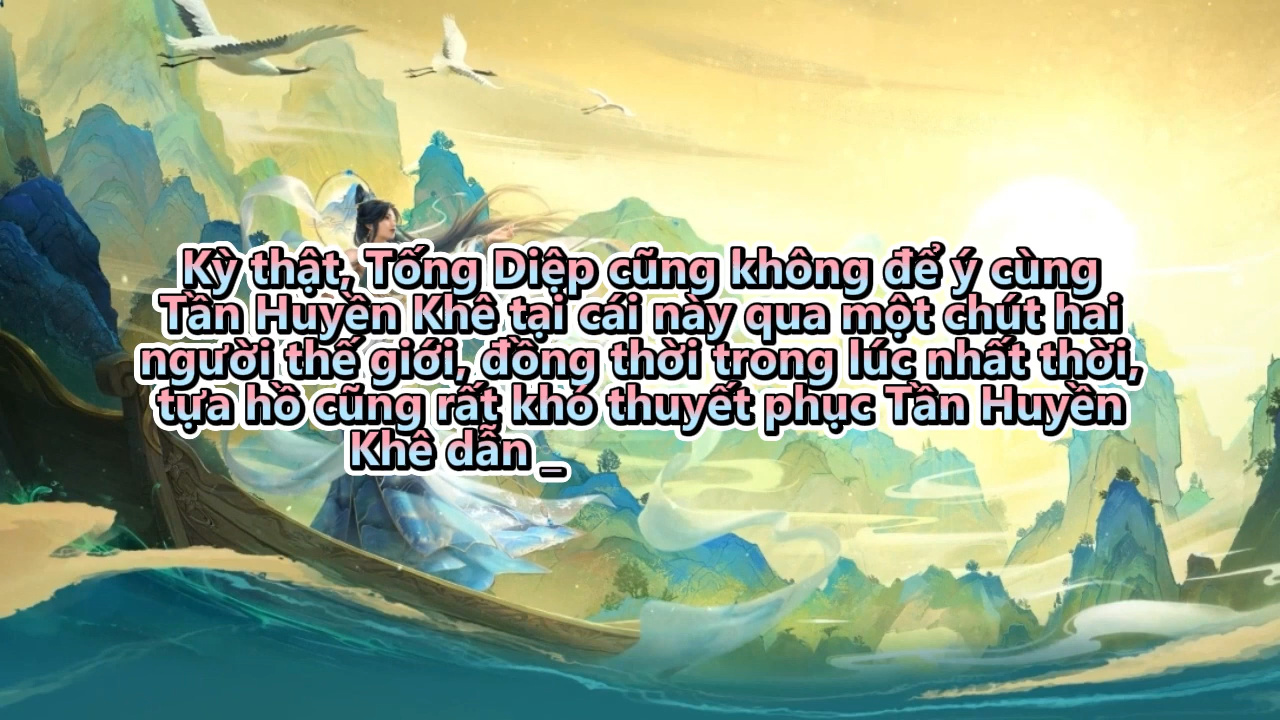 Kỳ thật, Tống Diệp cũng không để ý cùng
Tần Huyền Khê tại cái này qua một chút hai
người thế giới, đồng thời trong lúc nhất thời,
tựa hồ cũng rất khó thuyết phục Tần Huyền
Khê dẫn _